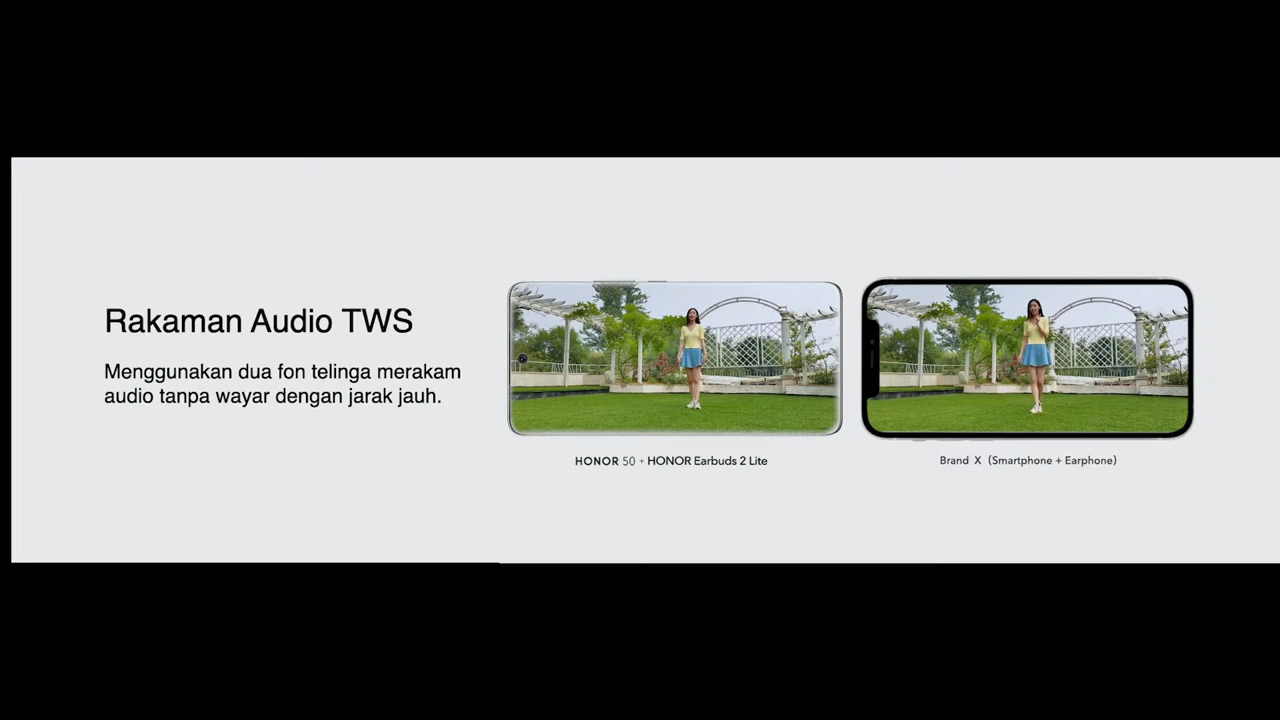 Rakaman Audio TWS
Menggunakan dua fon telinga merakam
audio tanpa wayar dengan jarak jauh.
HONOR 50 + HONOR Earbuds 2 Lite
Brand X (Smartphone + Earphone)